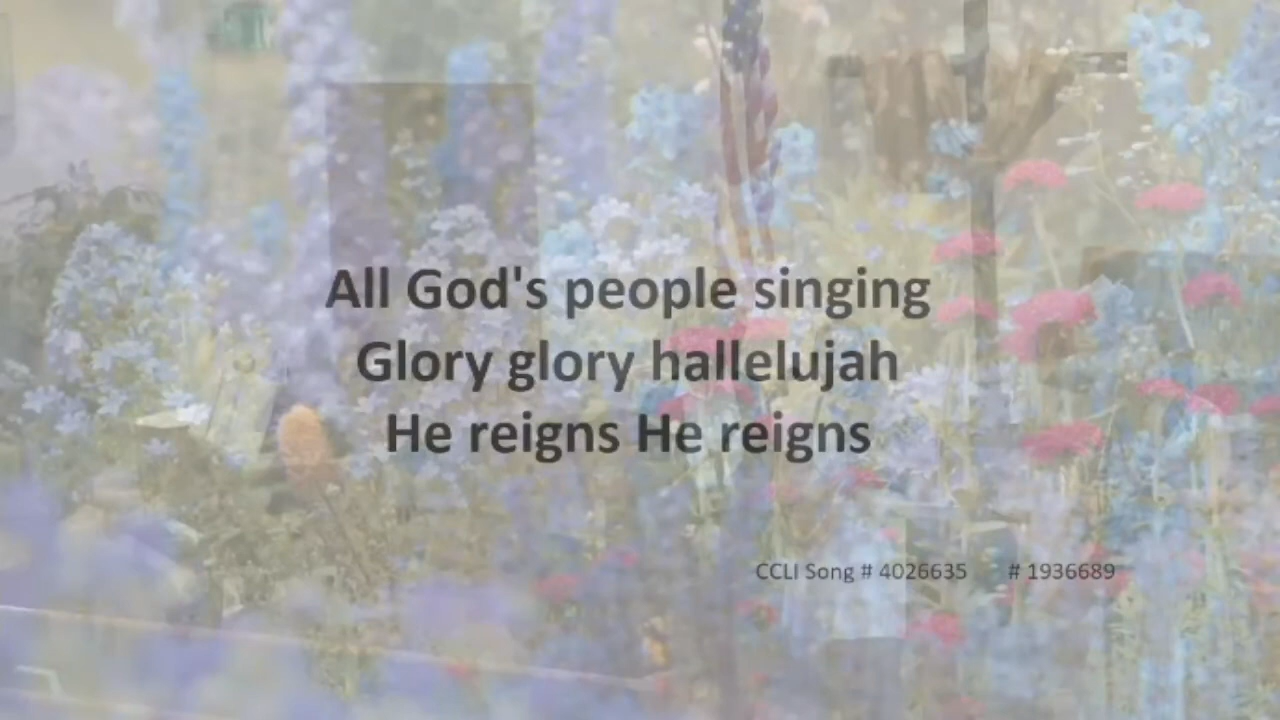 All God's people singing
Glory glory hallelujah
He reigns He reigns
CCLI Song # 4026635 # 1936689